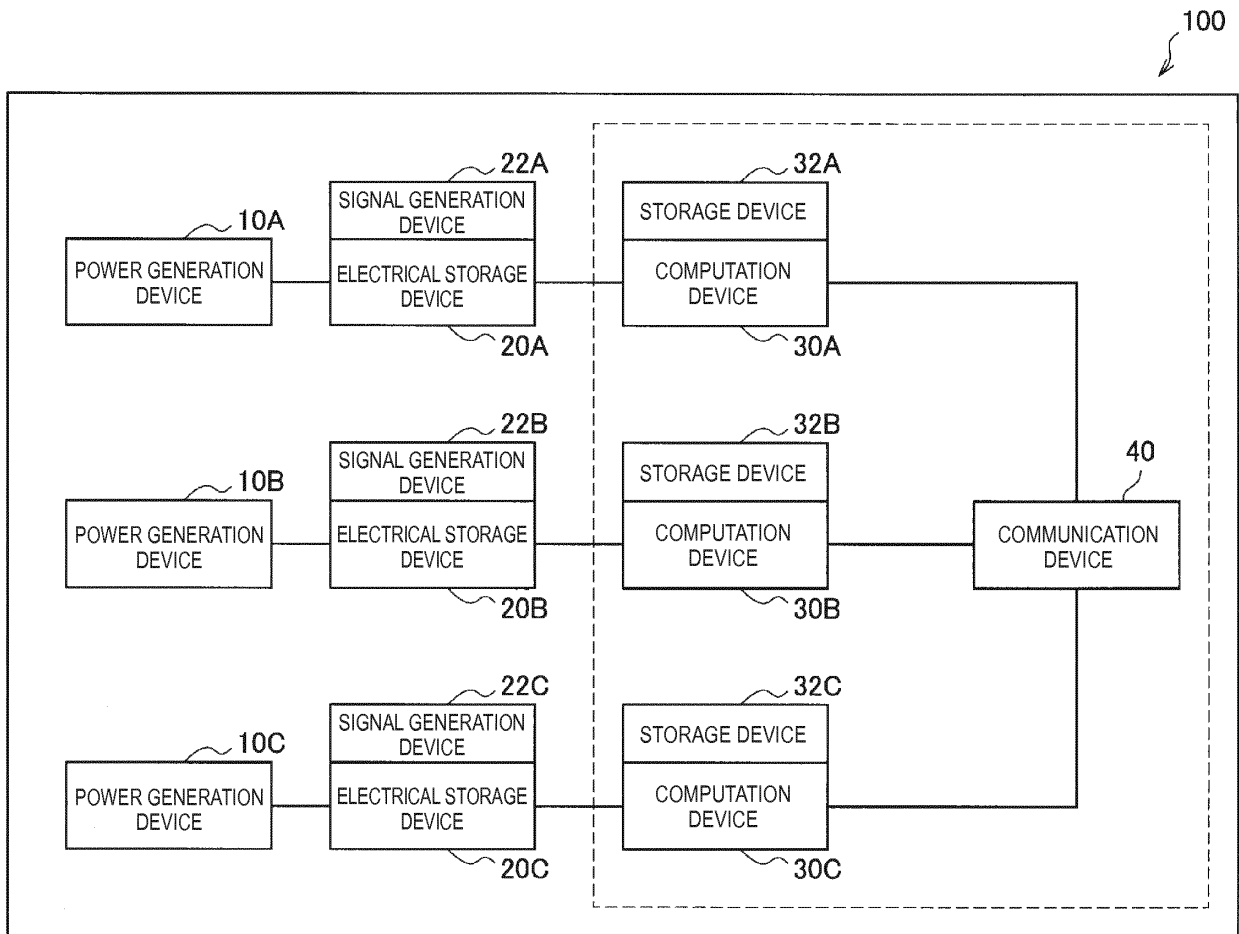 100
22A
32A
SIGNAL GENERATION
DEVICE
STORAGE DEVICE
10A
POWER GENERATION
DEVICE
ELECTRICAL STORAGE
DEVICE
COMPUTATION
DEVICE
20A
30A
22B
32B
SIGNAL GENERATION
DEVICE
STORAGE DEVICE
10B
40
POWER GENERATION
DEVICE
ELECTRICAL STORAGE
DEVICE
COMPUTATION
DEVICE
COMMUNICATION
DEVICE
20B
30B
22C
32C
SIGNAL GENERATION
DEVICE
STORAGE DEVICE
10C
POWER GENERATION
DEVICE
ELECTRICAL STORAGE
DEVICE
COMPUTATION
DEVICE
20C
30C